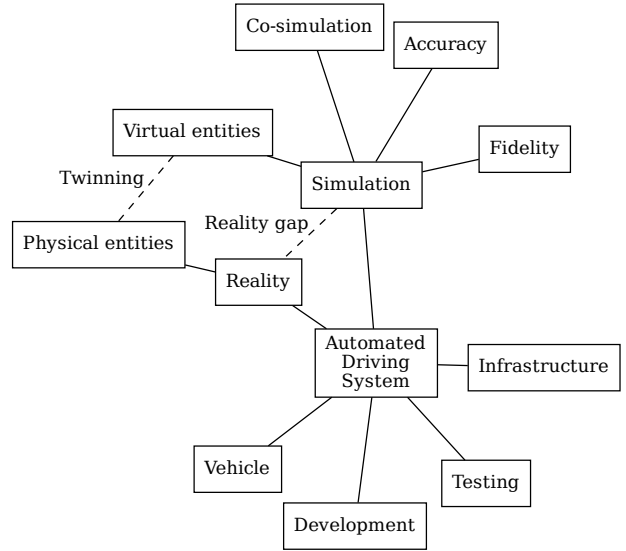 Co-simulation
Accuracy
Virtual entities
Fidelity
Twinning
Simulation
Reality gap
Physical entities
Reality
Automated
Driving
System
Infrastructure
Vehicle
Testing
Development